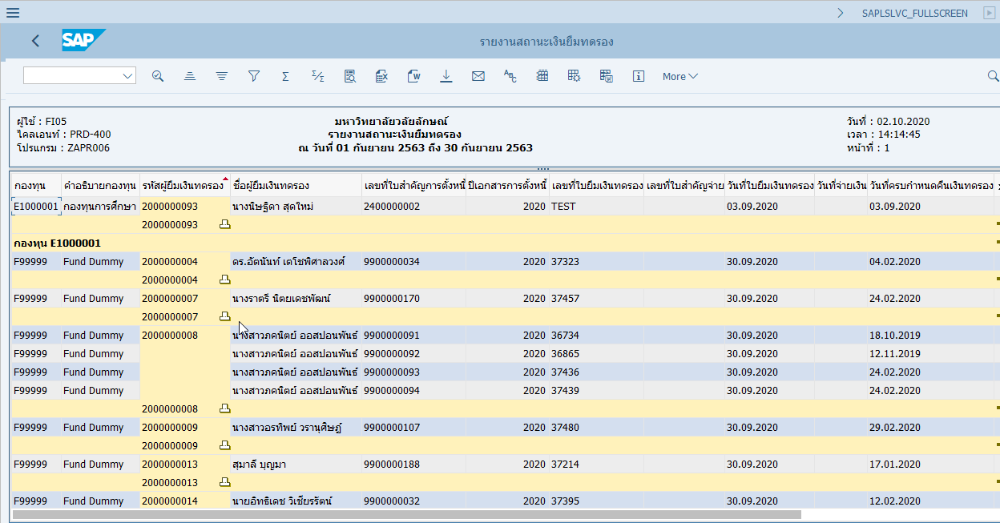 SAPLSLVC_FULLSCREEN
SAP
รายงานสถานะเงินยืมทดรอง
More
ผู้ใช้ : FI05
ไคลเอนท์ : PRD-400
โปรแกรม : ZAPR006
มหาวิทยาลัยวลัยลักษณ์
รายงานสถานะเงินยืมทดรอง
ณ วันที่ 01 กันยายน 2563 ถึง 30 กันยายน 2563
วันที่ : 02.10.2020
เวลา : 14:14:45
หน้าที่ : 1
กองทุน คำอธิบายกองทุน รหัสผู้ยืมเงินทดรอง ชื่อผู้ยืมเงินทดรอง เลขที่ใบสำคัญการตั้งหนี้ ปีเอกสารการตั้งหนี้ เลขที่ใบยืมเงินทดรอง เลขที่ใบสำคัญจ่าย วันที่ใบยืมเงินทดรอง วันที่จ่ายเงิน วันที่ครบกำหนดคืนเงินทดรอง
E1000001 กองทุนการศึกษา 2000000093 นางนิษฐิดา สุดใหม่ 2400000002 2020 TEST 03.09.2020 03.09.2020
2000000093
กองทุน E1000001
F99999 Fund Dummy 2000000004 ดร.อัตนันท์ เตโชพิศาลวงศ์ 9900000034 2020 37323 30.09.2020 04.02.2020
2000000004
F99999 Fund Dummy 2000000007 นางราตรี นิตยเดชพัฒน์ 9900000170 2020 37457 30.09.2020 24.02.2020
2000000007
F99999 Fund Dummy 2000000008 นางสาวภคนิตย์ ออสปอนพันธ์ 9900000091 2020 36734 30.09.2020 18.10.2019
F99999 Fund Dummy นางสาวภคนิตย์ ออสปอนพันธ์ 9900000092 2020 36865 30.09.2020 12.11.2019
F99999 Fund Dummy นางสาวภคนิตย์ ออสปอนพันธ์ 9900000093 2020 37436 30.09.2020 24.02.2020
F99999 Fund Dummy นางสาวภคนิตย์ ออสปอนพันธ์ 9900000094 2020 37439 30.09.2020 24.02.2020
2000000008
F99999 Fund Dummy 2000000009 นางสาวอรทิพย์ วรานุศิษฏ์ 9900000107 2020 37480 30.09.2020 29.02.2020
2000000009
F99999 Fund Dummy 2000000013 สุมาลี บุญมา 9900000188 2020 37214 30.09.2020 17.01.2020
2000000013
F99999 Fund Dummy 2000000014 นายอิทธิเดช วิเชียรรัตน์ 9900000032 2020 37395 30.09.2020 12.02.2020